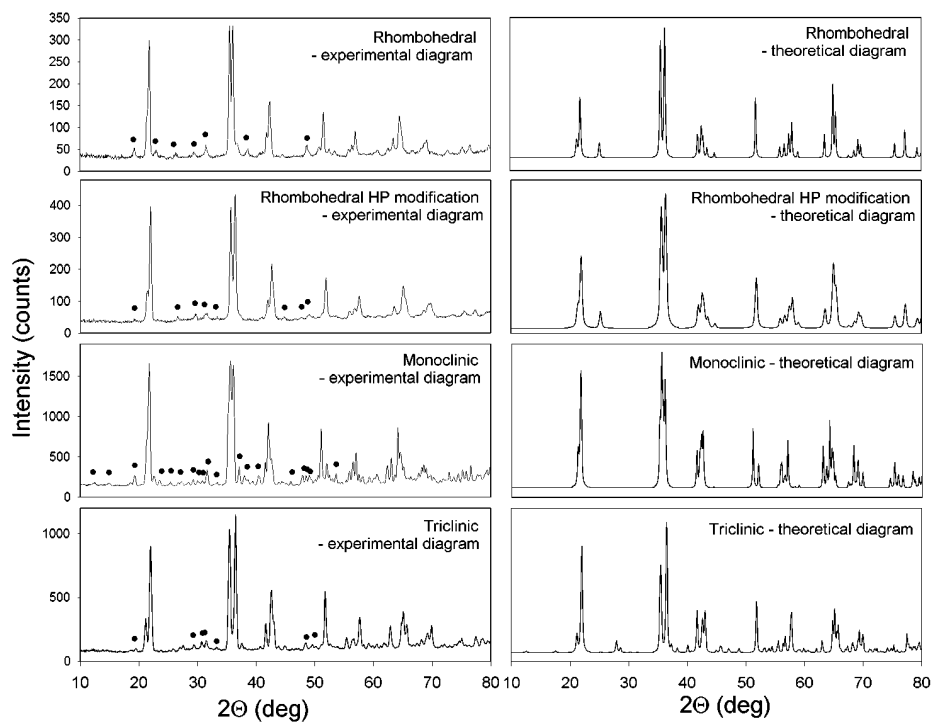 Intensity (counts)
350
300
250
200
150
100
50
0
Rhombohedral
- experimental diagram
Rhombohedral
- theoretical diagram
400
300
200
100
0
Rhombohedral HP modification
- experimental diagram
Rhombohedral HP modification
- theoretical diagram
1500
1000
500
0
Monoclinic
- experimental diagram
Monoclinic - theoretical diagram
1000
500
0
Triclinic
- experimental diagram
Triclinic - theoretical diagram
10 20 30 40 50 60 70 80 10 20 30 40 50 60 70 80
2Θ (deg) 2Θ (deg)